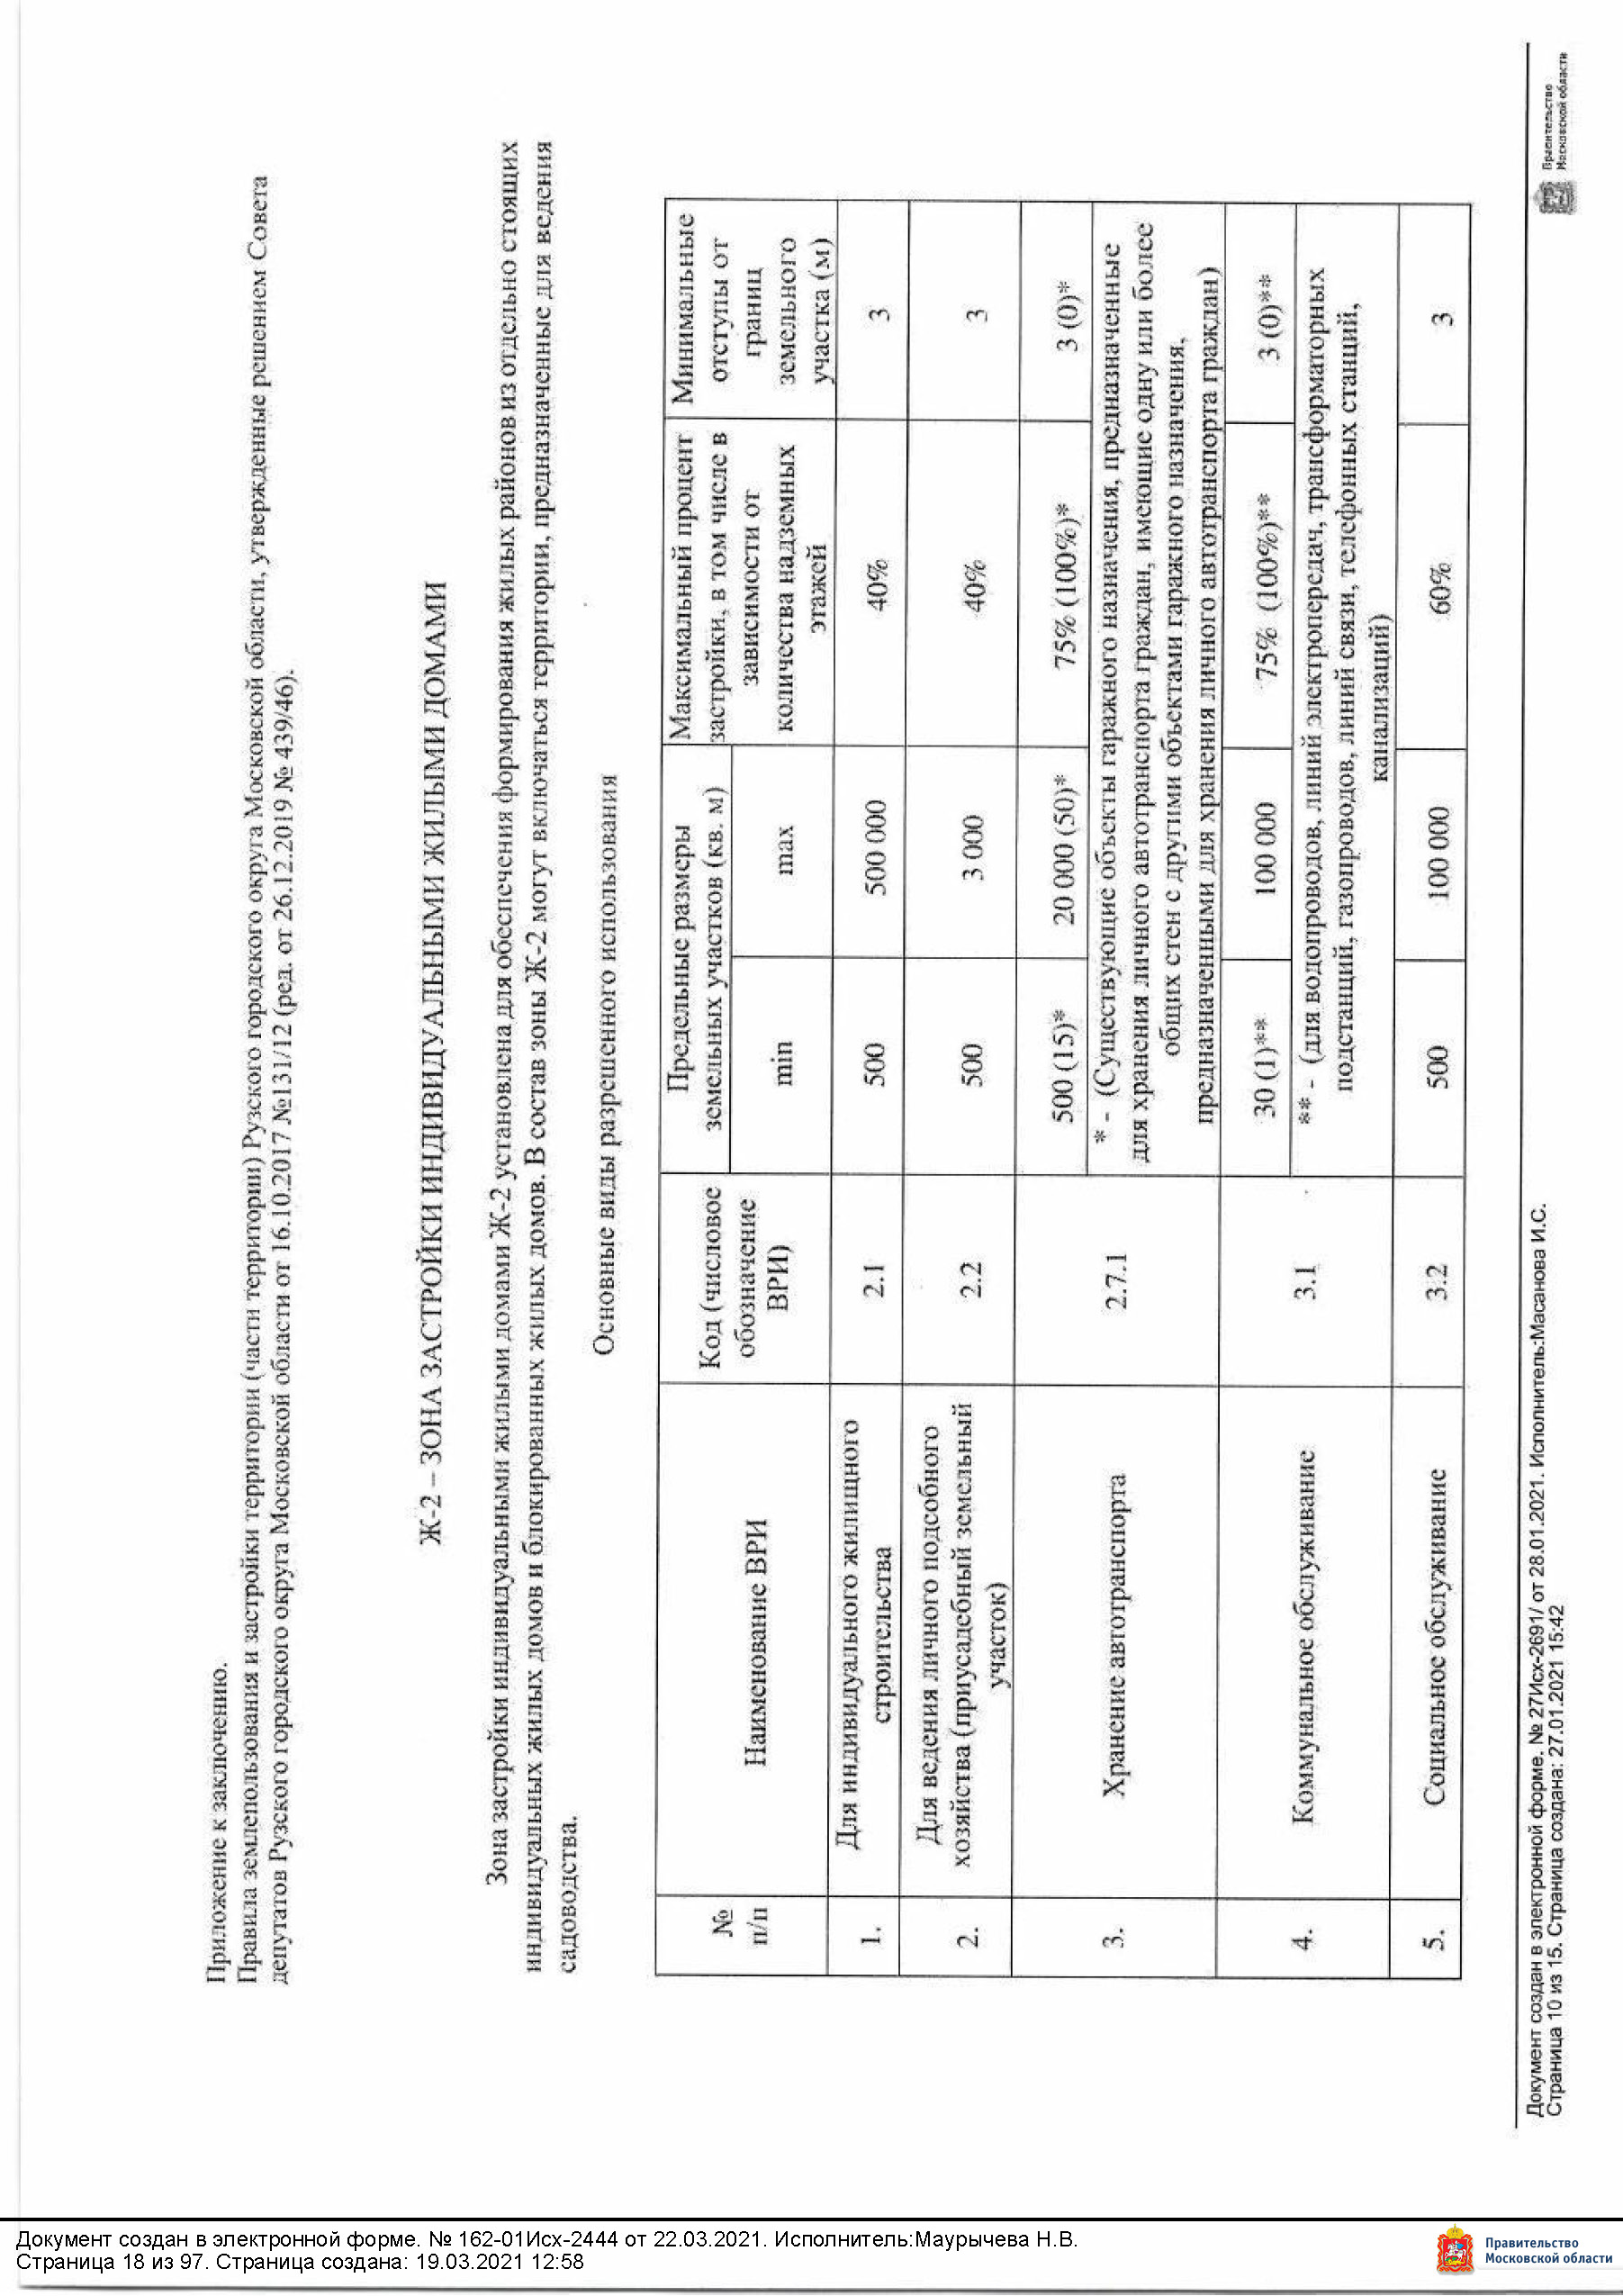 Приложение к заключению.
Правила землепользования и застройки территории (части территории) Рузского городского округа Московской области, утвержденные решением Совета
депутатов Рузского городского округа Московской области от 16.10.2017 №131/12 (ред. от 26.12.2019 № 439/46).
Ж-2 – ЗОНА ЗАСТРОЙКИ ИНДИВИДУАЛЬНЫМИ ЖИЛЫМИ ДОМАМИ
Зона застройки индивидуальными жилыми домами Ж-2 установлена для обеспечения формирования жилых районов из отдельно стоящих
индивидуальных жилых домов и блокированных жилых домов. В состав зоны Ж-2 могут включаться территории, предназначенные для ведения
садоводства.
Основные виды разрешенного использования
№
п/п
Наименование ВРИ
Код (числовое
обозначение
ВРИ)
Предельные размеры
земельных участков (кв. м)
min
max
Максимальный процент
застройки, в том числе в
зависимости от
количества надземных
этажей
Минимальные
отступы от
границ
земельного
участка (м)
1.
Для индивидуального жилищного
строительства
2.1
500
500 000
40%
3
2.
Для ведения личного подсобного
хозяйства (приусадебный земельный
участок)
2.2
500
3 000
40%
3
3.
Хранение автотранспорта
2.7.1
500 (15)*
20 000 (50)*
75% (100%)*
3 (0)*
* - (Существующие объекты гаражного назначения, предназначенные
для хранения личного автотранспорта граждан, имеющие одну или более
общих стен с другими объектами гаражного назначения,
предназначенными для хранения личного автотранспорта граждан)
4.
Коммунальное обслуживание
3.1
30 (1)**
100 000
75% (100%)**
3 (0)**
** - (для водопроводов, линий электропередач, трансформаторных
подстанций, газопроводов, линий связи, телефонных станций,
канализаций)
5.
Социальное обслуживание
3.2
500
100 000
60%
3
Документ создан в электронной форме. № 27Исх-2691/ от 28.01.2021. Исполнитель:Масанова И.С.
Страница 10 из 15. Страница создана: 27.01.2021 15:42
Правительство
Московской области
Документ создан в электронной форме. № 162-01Исх-2444 от 22.03.2021. Исполнитель:Маурычева Н.В.
Страница 18 из 97. Страница создана: 19.03.2021 12:58
Правительство
Московской области